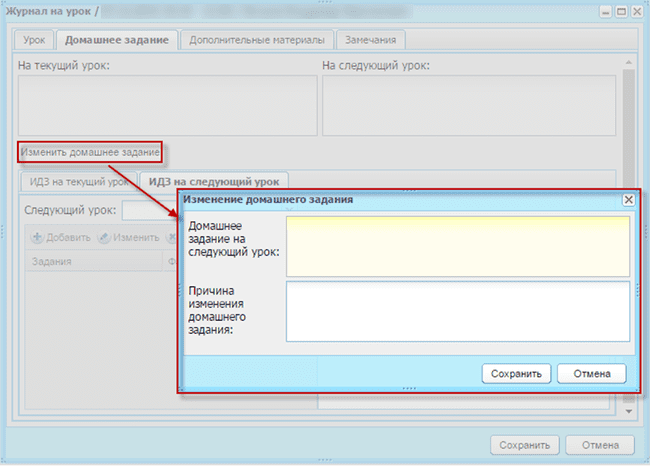 Журнал на урок /
Урок
Домашнее задание
Дополнительные материалы
Замечания
На текущий урок:
На следующий урок:
Изменить домашнее задание
ИДЗ на текущий урок
ИДЗ на следующий урок
Следующий урок:
Добавить
Изменить
Задания
Изменение домашнего задания
Домашнее
задание на
следующий урок:
Причина
изменения
домашнего
задания:
Сохранить
Отмена
Сохранить
Отмена